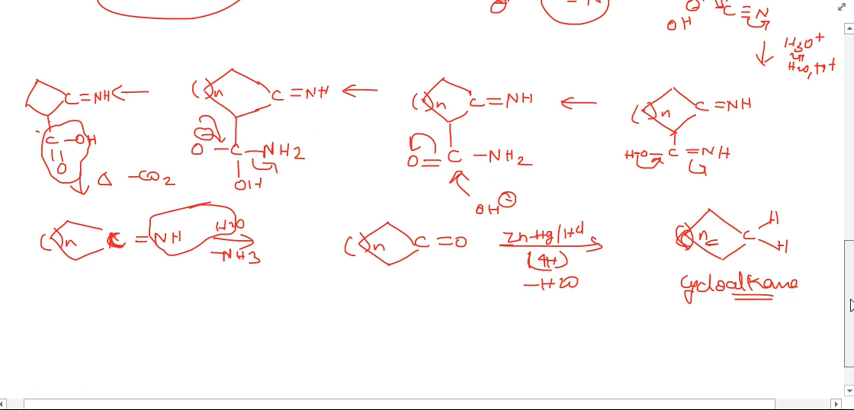 OH C≡N
H3O+
H2O, H+
C=NH ( )n C=NH ( )n C=NH ( )n C=NH
C-OH O-C-NH2 O=C-NH2 HO-C=NH
O OH
Δ -CO2 OH⊖
( )n C=NH H2O ( )n C=O Zn-Hg/HCl ( )n C H
-NH3 (4H) H
-H2O cycloalkane